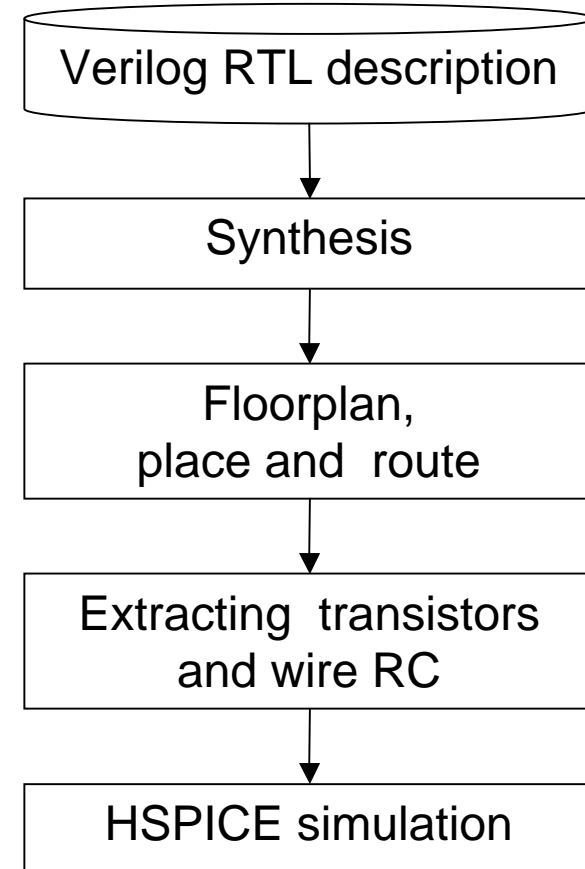 Verilog RTL description
Synthesis
Floorplan,
place and route
Extracting transistors
and wire RC
HSPICE simulation